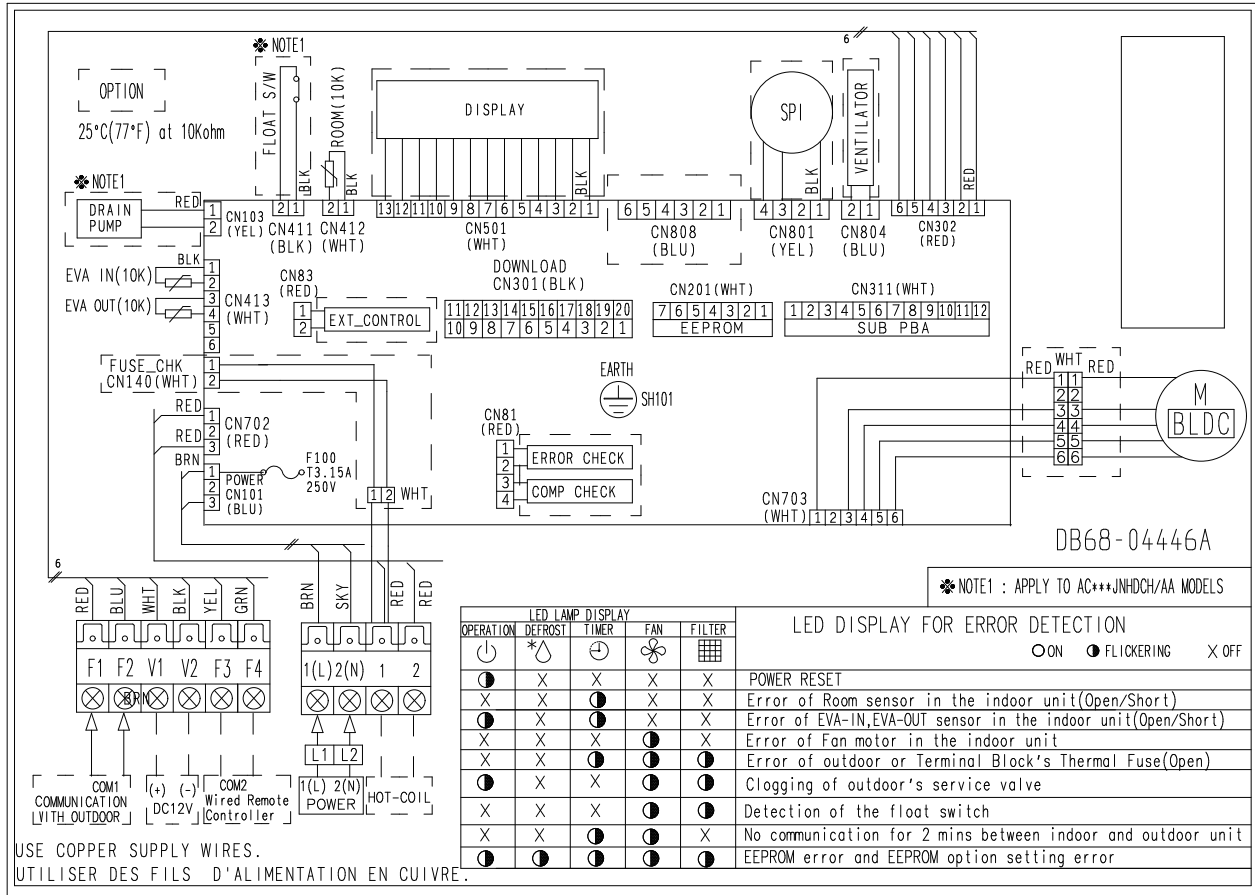 ※ NOTE1
6
OPTION
25°C(77°F) at 10Kohm
FLOAT S/W
BLK
ROOM(10K)
BLK
DISPLAY
BLK
SPI
BLK
VENTILATOR
RED
※ NOTE1
DRAIN PUMP
RED
1
2
CN103
(YEL)
2 1
CN411
(BLK)
2 1
CN412
(WHT)
13 12 11 10 9 8 7 6 5 4 3 2 1
CN501
(WHT)
6 5 4 3 2 1
CN808
(BLU)
4 3 2 1
CN801
(YEL)
2 1
CN804
(BLU)
6 5 4 3 2 1
CN302
(RED)
BLK
EVA IN(10K)
EVA OUT(10K)
1
2
3
4
5
6
CN413
(WHT)
CN83
(RED)
1
2
EXT_CONTROL
DOWNLOAD
CN301(BLK)
11 12 13 14 15 16 17 18 19 20
10 9 8 7 6 5 4 3 2 1
CN201(WHT)
7 6 5 4 3 2 1
EEPROM
CN311(WHT)
1 2 3 4 5 6 7 8 9 10 11 12
SUB PBA
FUSE_CHK
CN140(WHT)
1
2
RED
RED
1
2
3
CN702
(RED)
BRN
1
2
3
POWER
CN101
(BLU)
F100
T3.15A
250V
1 2 WHT
EARTH
SH101
CN81
(RED)
1
2
3
4
ERROR CHECK
COMP CHECK
CN703
(WHT)
1 2 3 4 5 6
RED
WHT
RED
1 1
2 2
3 3
4 4
5 5
6 6
M
BLDC
DB68-04446A
※ NOTE1 : APPLY TO AC***JNHDCH/AA MODELS
6
RED BLU WHT BLK YEL GRN
F1 F2 V1 V2 F3 F4
BRN
COM1
COMMUNICATION
WITH OUTDOOR
(+) (-)
DC12V
COM2
Wired Remote
Controller
BRN SKY RED RED
1(L) 2(N) 1 2
L1 L2
1(L) 2(N)
POWER
HOT-COIL
USE COPPER SUPPLY WIRES.
UTILISER DES FILS D'ALIMENTATION EN CUIVRE.
LED LAMP DISPLAY
OPERATION DEFROST TIMER FAN FILTER
LED DISPLAY FOR ERROR DETECTION
○ON ◑FLICKERING X OFF
◑ X X X X POWER RESET
X X ◑ X X Error of Room sensor in the indoor unit(Open/Short)
◑ X ◑ X X Error of EVA-IN,EVA-OUT sensor in the indoor unit(Open/Short)
X X X ◑ X Error of Fan motor in the indoor unit
X X ◑ ◑ ◑ Error of outdoor or Terminal Block's Thermal Fuse(Open)
◑ X X ◑ ◑ Clogging of outdoor's service valve
X X X ◑ ◑ Detection of the float switch
X X ◑ ◑ X No communication for 2 mins between indoor and outdoor unit
◑ ◑ ◑ ◑ ◑ EEPROM error and EEPROM option setting error